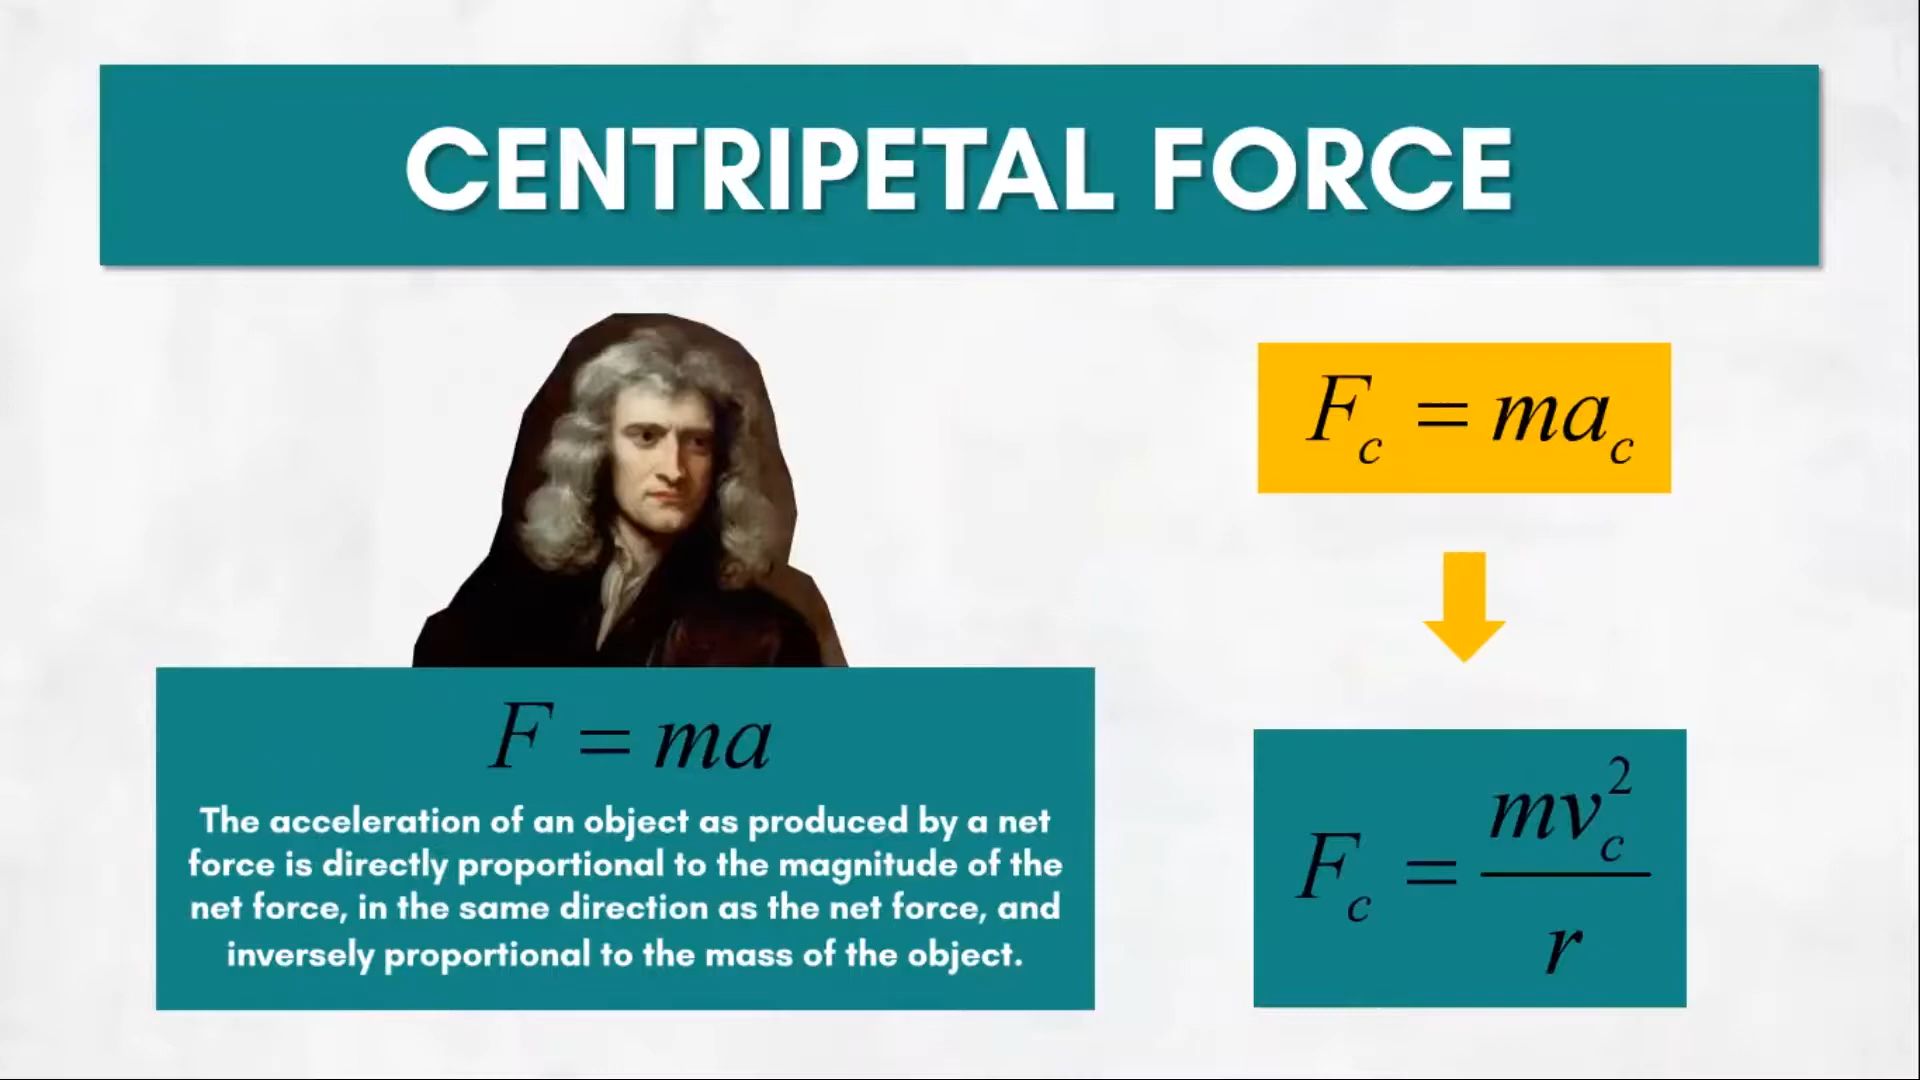 CENTRIPETAL FORCE
F = ma
The acceleration of an object as produced by a net
force is directly proportional to the magnitude of the
net force, in the same direction as the net force, and
inversely proportional to the mass of the object.
F_c = ma_c
F_c = \frac{mv_c^2}{r}